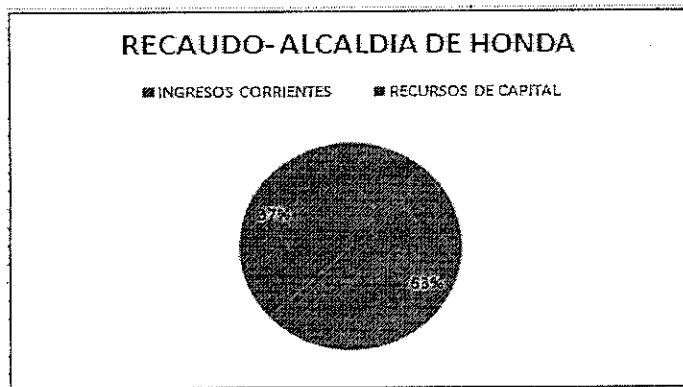 RECAUDO-ALCALDIA DE HONDA
INGRESOS CORRIENTES RECURSOS DE CAPITAL
37%
63%